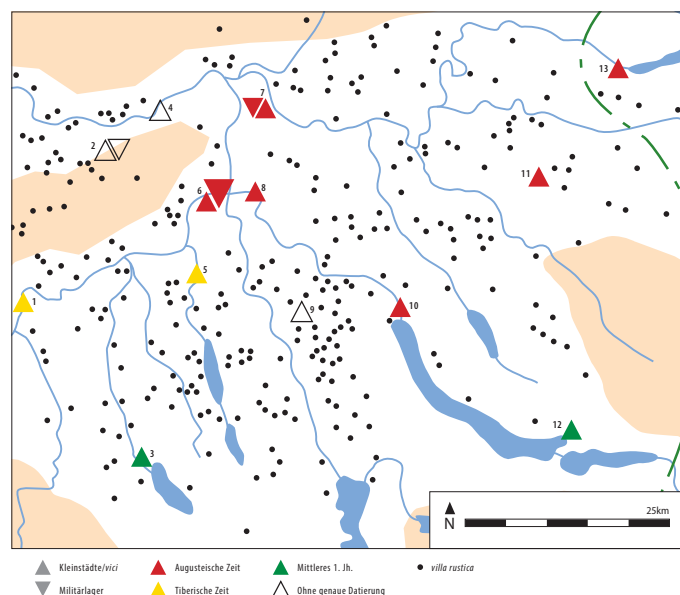 13
7
4
2
11
6
8
5
1
9
10
12
3
25km
N
Kleinstädte/vici
Augusteische Zeit
Mittleres 1. Jh.
villa rustica
Militärlager
Tiberische Zeit
Ohne genaue Datierung